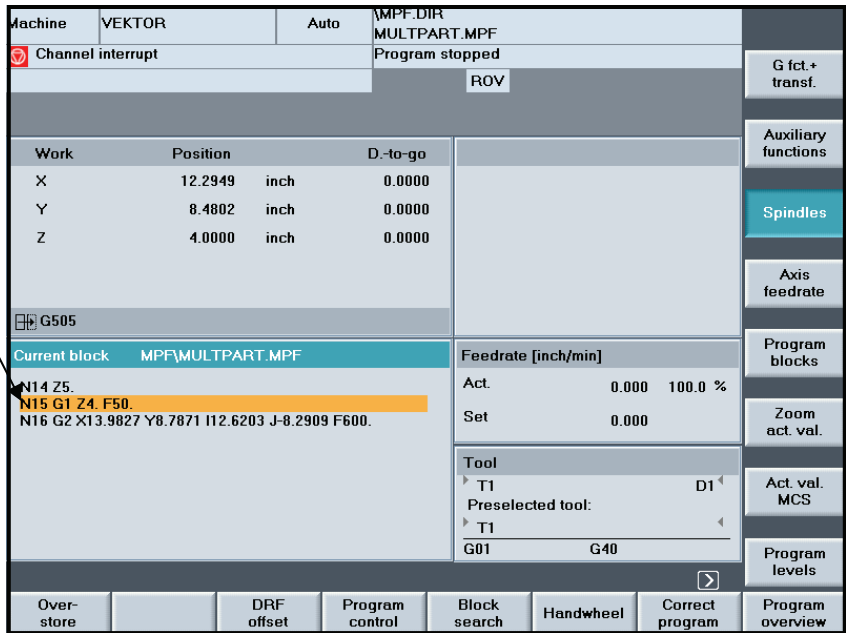 Machine VEKTOR Auto \MPF.DIR
MULTPART.MPF
Channel interrupt Program stopped
ROV
G fct.+
transf.
Auxiliary
functions
Spindles
Axis
feedrate
Program
blocks
Zoom
act. val.
Act. val.
MCS
Program
levels
Work Position D.-to-go
X 12.2949 inch 0.0000
Y 8.4802 inch 0.0000
Z 4.0000 inch 0.0000
G505
Current block MPF\MULTPART.MPF
N14 Z5.
N15 G1 Z4. F50.
N16 G2 X13.9827 Y8.7871 I12.6203 J-8.2909 F600.
Feedrate [inch/min]
Act. 0.000 100.0 %
Set 0.000
Tool
T1 D1
Preselected tool:
T1
G01 G40
Over-
store
DRF
offset
Program
control
Block
search
Handwheel
Correct
program
Program
overview